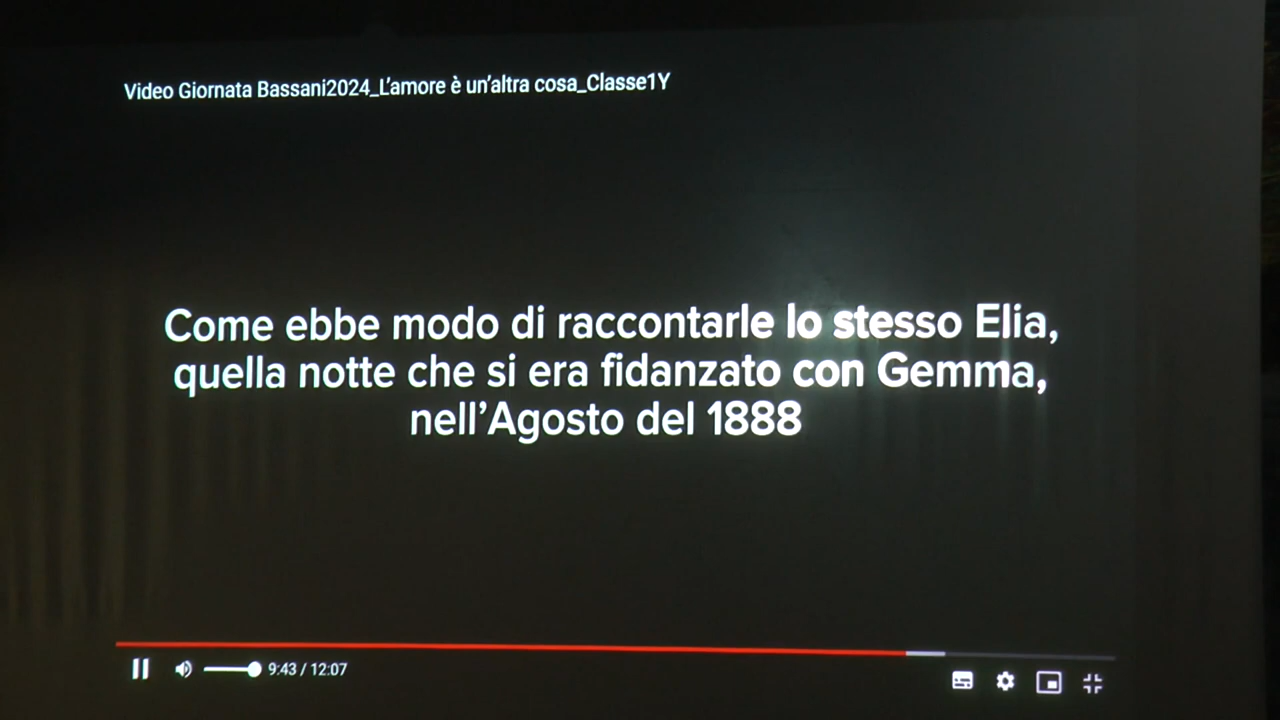 Video Giornata Bassani2024_L'amore è un'altra cosa_Classe1Y
Come ebbe modo di raccontarle lo stesso Elia,
quella notte che si era fidanzato con Gemma,
nell'Agosto del 1888
9:43 / 12:07